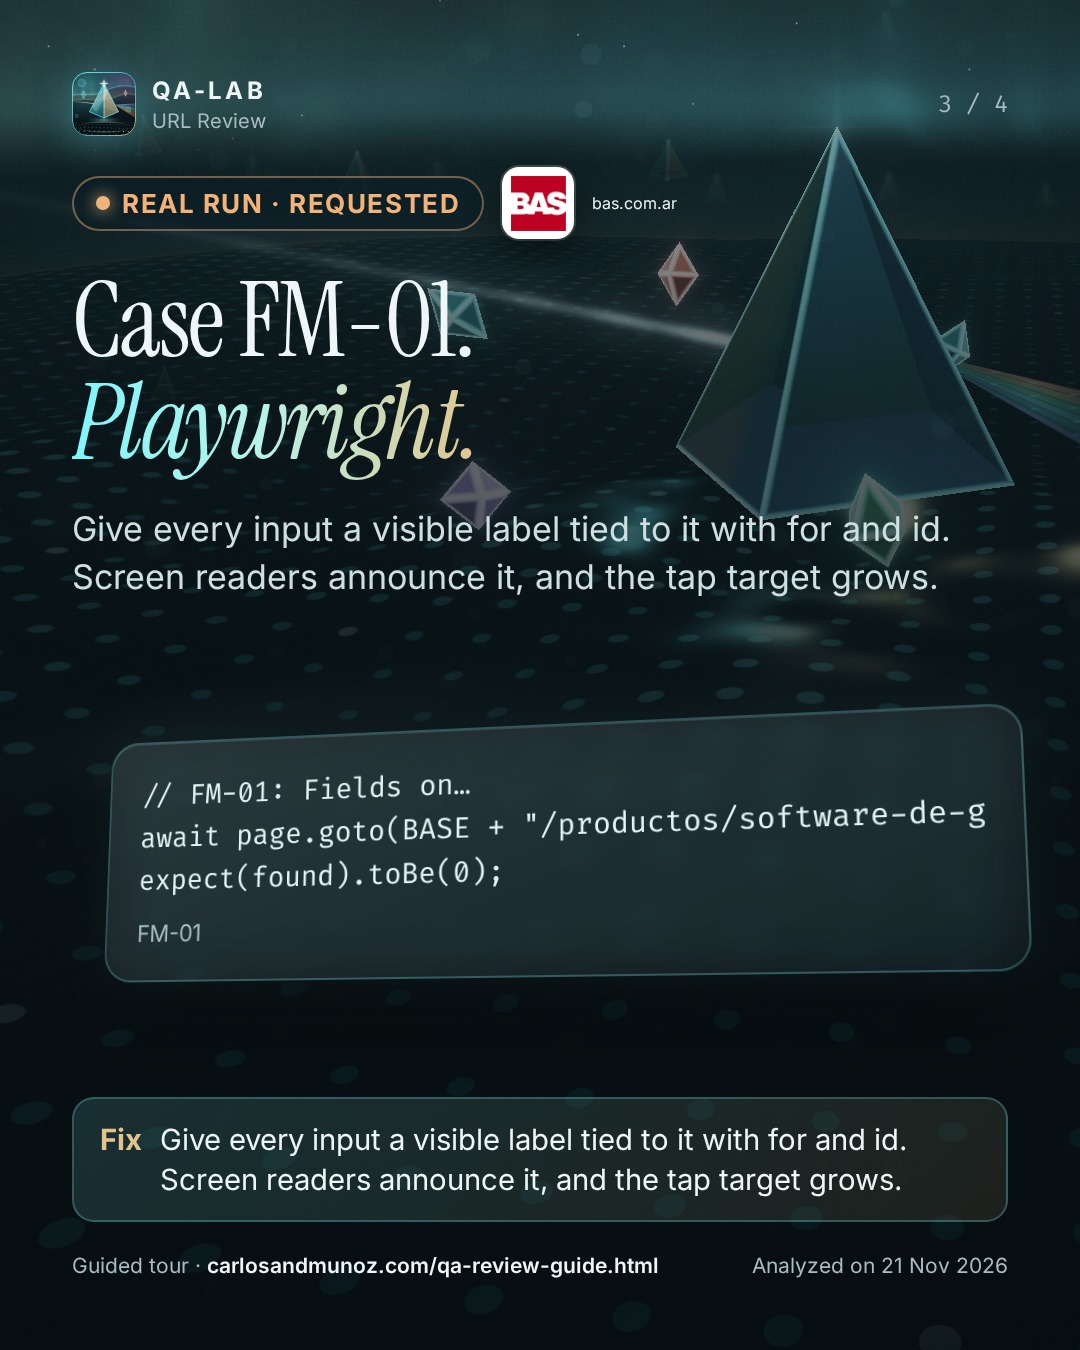 QA-LAB
URL Review
3 / 4
REAL RUN · REQUESTED
BAS
bas.com.ar
Case FM-01.
Playwright.
Give every input a visible label tied to it with for and id.
Screen readers announce it, and the tap target grows.
// FM-01: Fields on…
await page.goto(BASE + "/productos/software-de-g
expect(found).toBe(0);
FM-01
Fix Give every input a visible label tied to it with for and id.
Screen readers announce it, and the tap target grows.
Guided tour · carlosandmunoz.com/qa-review-guide.html
Analyzed on 21 Nov 2026